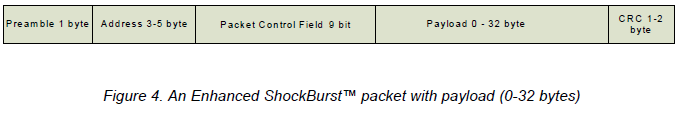 Preamble 1 byte
Address 3-5 byte
Packet Control Field 9 bit
Payload 0 - 32 byte
CRC 1-2
byte
Figure 4. An Enhanced ShockBurst™ packet with payload (0-32 bytes)